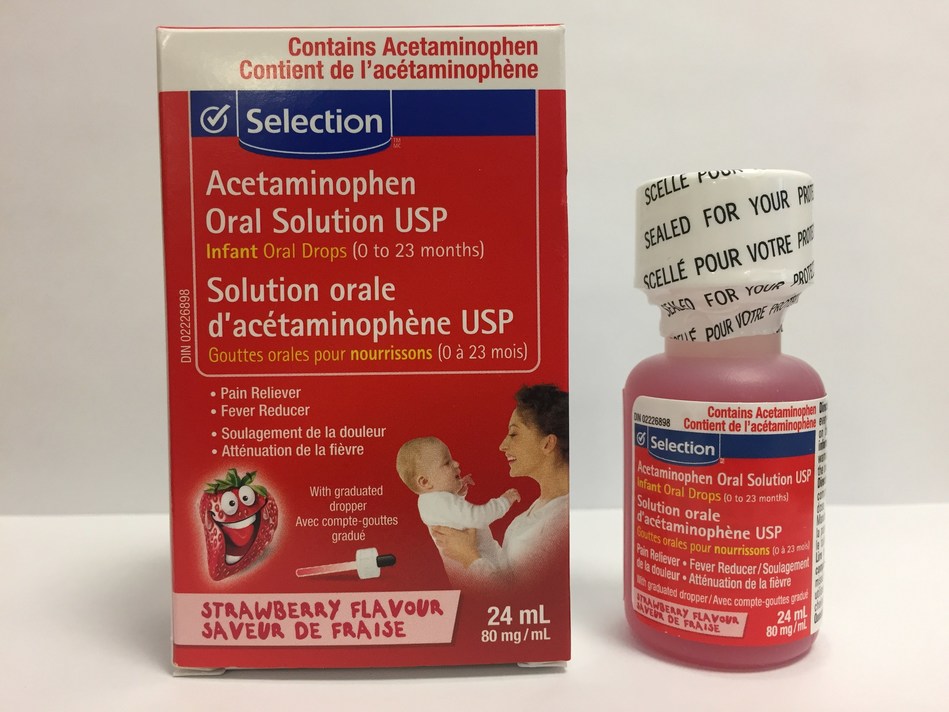 Contains Acetaminophen
Contient de l'acétaminophène
Selection
TM
MC
Acetaminophen
Oral Solution USP
Infant Oral Drops (0 to 23 months)
Solution orale
d'acétaminophène USP
Gouttes orales pour nourrissons (0 à 23 mois)
DIN 02226898
• Pain Reliever
• Fever Reducer
• Soulagement de la douleur
• Atténuation de la fièvre
With graduated
dropper
Avec compte-gouttes
gradué
STRAWBERRY FLAVOUR
SAVEUR DE FRAISE
24 mL
80 mg/mL
SCELLÉ POUR
SEALED FOR YOUR
SCELLÉ POUR VOTRE
SEALED FOR YOUR
POUR VOTRE
DIN 02226898
Contains Acetaminophen
Contient de l'acétaminophène
Selection
Acetaminophen Oral Solution USP
Infant Oral Drops (0 to 23 months)
Solution orale
d'acétaminophène USP
Gouttes orales pour nourrissons (0 à 23 mois)
Pain Reliever • Fever Reducer/Soulagement
de la douleur • Atténuation de la fièvre
With graduated dropper/Avec compte-gouttes gradué
STRAWBERRY FLAVOUR
SAVEUR DE FRAISE
24 mL
80 mg/mL